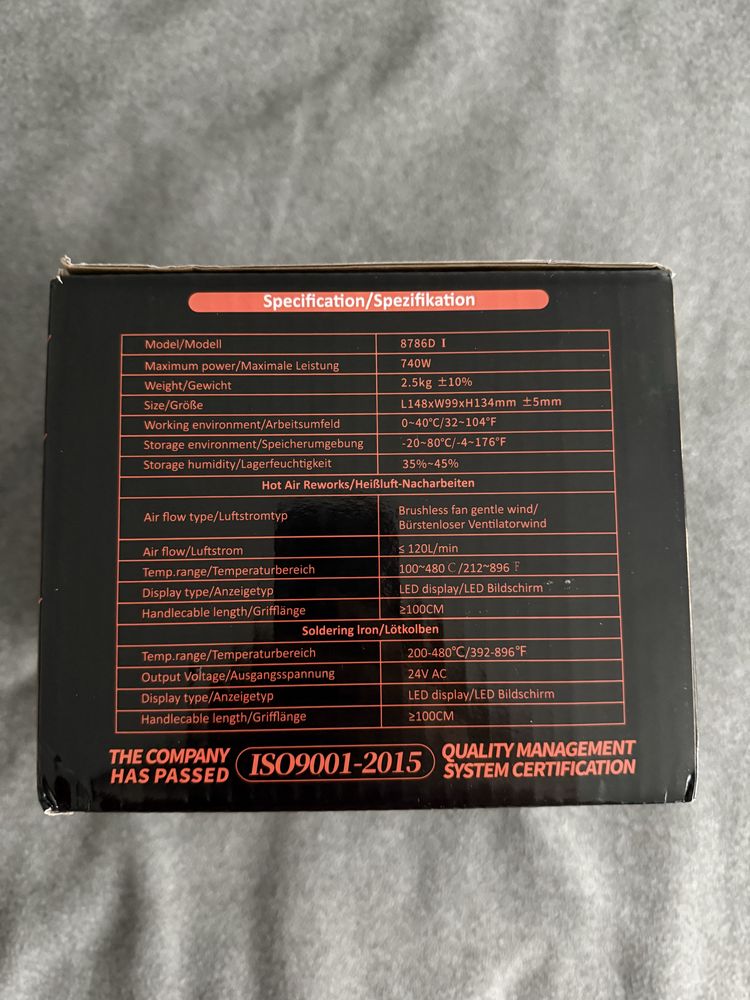 Specification/Spezifikation
Model/Modell 8786D I
Maximum power/Maximale Leistung 740W
Weight/Gewicht 2.5kg ±10%
Size/Größe L148xW99xH134mm ±5mm
Working environment/Arbeitsumfeld 0~40℃/32~104℉
Storage environment/Speicherumgebung -20~80℃/-4~176℉
Storage humidity/Lagerfeuchtigkeit 35%~45%
Hot Air Reworks/Heißluft-Nacharbeiten
Air flow type/Luftstromtyp Brushless fan gentle wind/
Bürstenloser Ventilatorwind
Air flow/Luftstrom ≤ 120L/min
Temp.range/Temperaturbereich 100~480℃/212~896℉
Display type/Anzeigetyp LED display/LED Bildschirm
Handlecable length/Grifflänge ≥100CM
Soldering Iron/Lötkolben
Temp.range/Temperaturbereich 200-480℃/392-896℉
Output Voltage/Ausgangsspannung 24V AC
Display type/Anzeigetyp LED display/LED Bildschirm
Handlecable length/Grifflänge ≥100CM
THE COMPANY
HAS PASSED
ISO9001-2015
QUALITY MANAGEMENT
SYSTEM CERTIFICATION